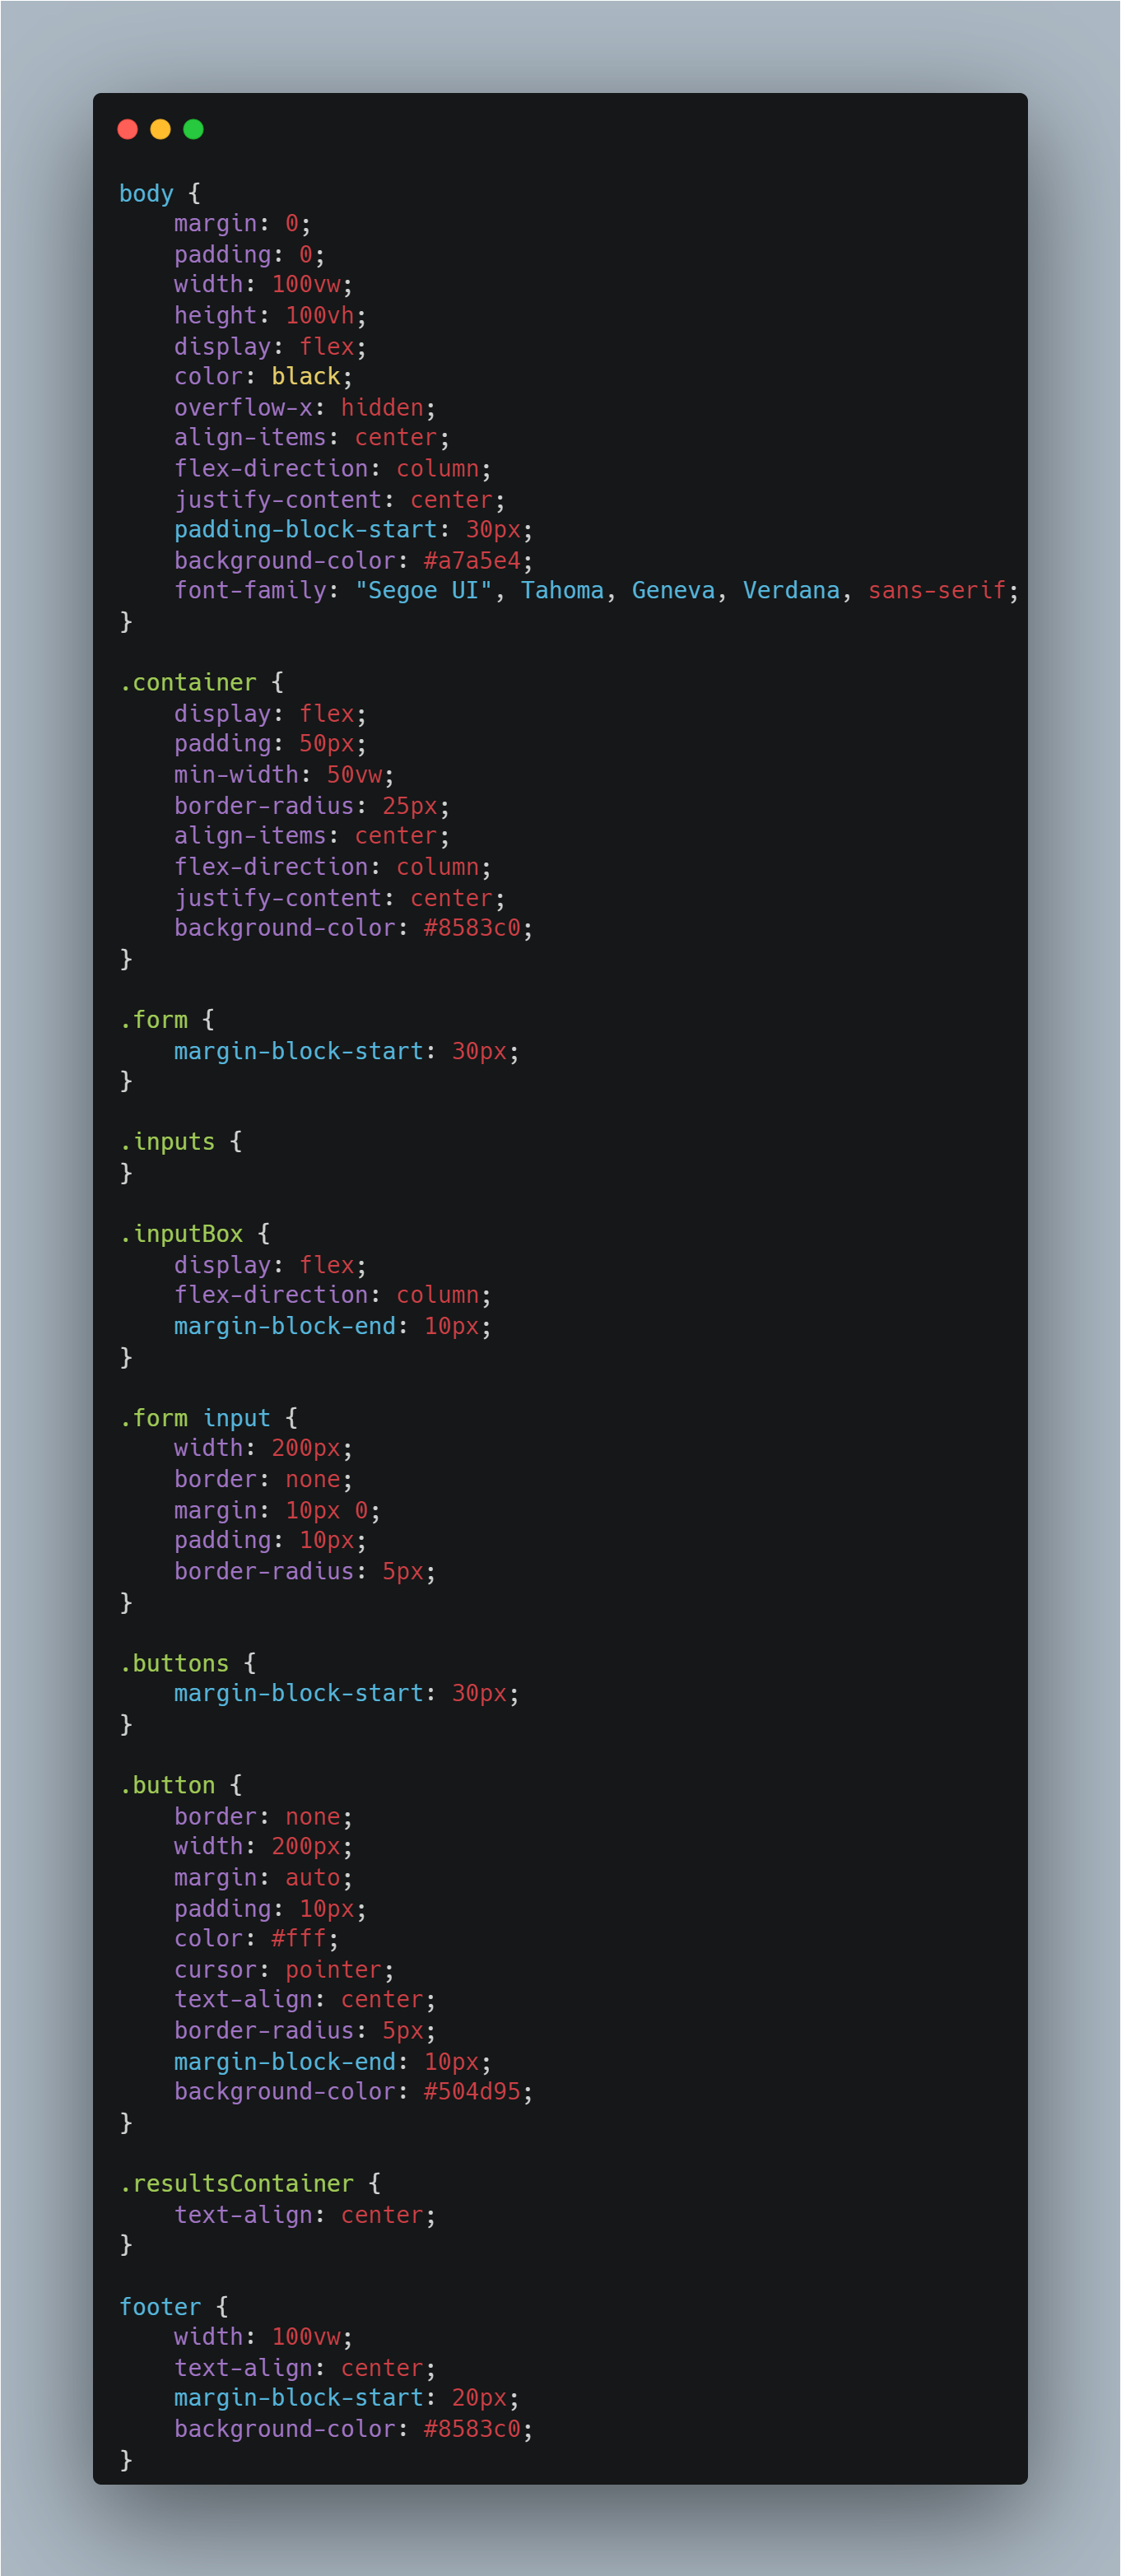 body {
    margin: 0;
    padding: 0;
    width: 100vw;
    height: 100vh;
    display: flex;
    color: black;
    overflow-x: hidden;
    align-items: center;
    flex-direction: column;
    justify-content: center;
    padding-block-start: 30px;
    background-color: #a7a5e4;
    font-family: "Segoe UI", Tahoma, Geneva, Verdana, sans-serif;
}

.container {
    display: flex;
    padding: 50px;
    min-width: 50vw;
    border-radius: 25px;
    align-items: center;
    flex-direction: column;
    justify-content: center;
    background-color: #8583c0;
}

.form {
    margin-block-start: 30px;
}

.inputs {
}

.inputBox {
    display: flex;
    flex-direction: column;
    margin-block-end: 10px;
}

.form input {
    width: 200px;
    border: none;
    margin: 10px 0;
    padding: 10px;
    border-radius: 5px;
}

.buttons {
    margin-block-start: 30px;
}

.button {
    border: none;
    width: 200px;
    margin: auto;
    padding: 10px;
    color: #fff;
    cursor: pointer;
    text-align: center;
    border-radius: 5px;
    margin-block-end: 10px;
    background-color: #504d95;
}

.resultsContainer {
    text-align: center;
}

footer {
    width: 100vw;
    text-align: center;
    margin-block-start: 20px;
    background-color: #8583c0;
}